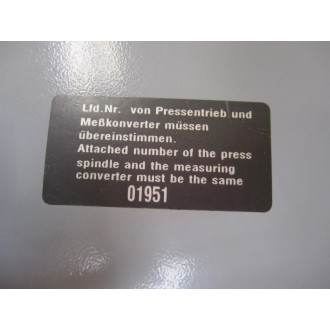 Lfd.Nr. von Pressentrieb und
Meßkonverter müssen
übereinstimmen.
Attached number of the press
spindle and the measuring
converter must be the same
01951